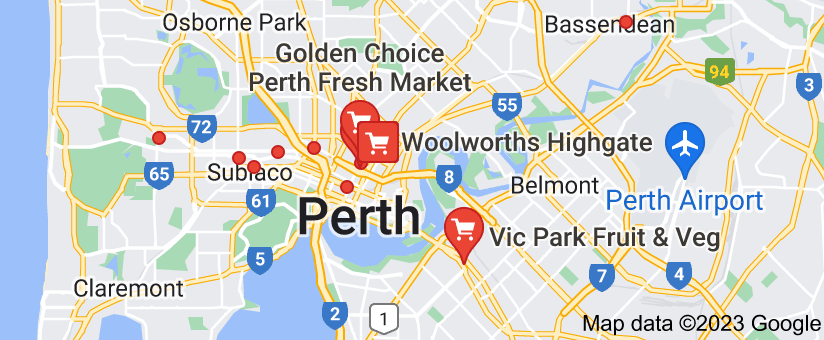 Osborne Park
Bassendean
Golden Choice
Perth Fresh Market
94
3
55
72
Woolworths Highgate
65
Subiaco
8
Belmont
61
Perth Airport
Perth
Vic Park Fruit & Veg
5
7
4
Claremont
2
1
Map data ©2023 Google